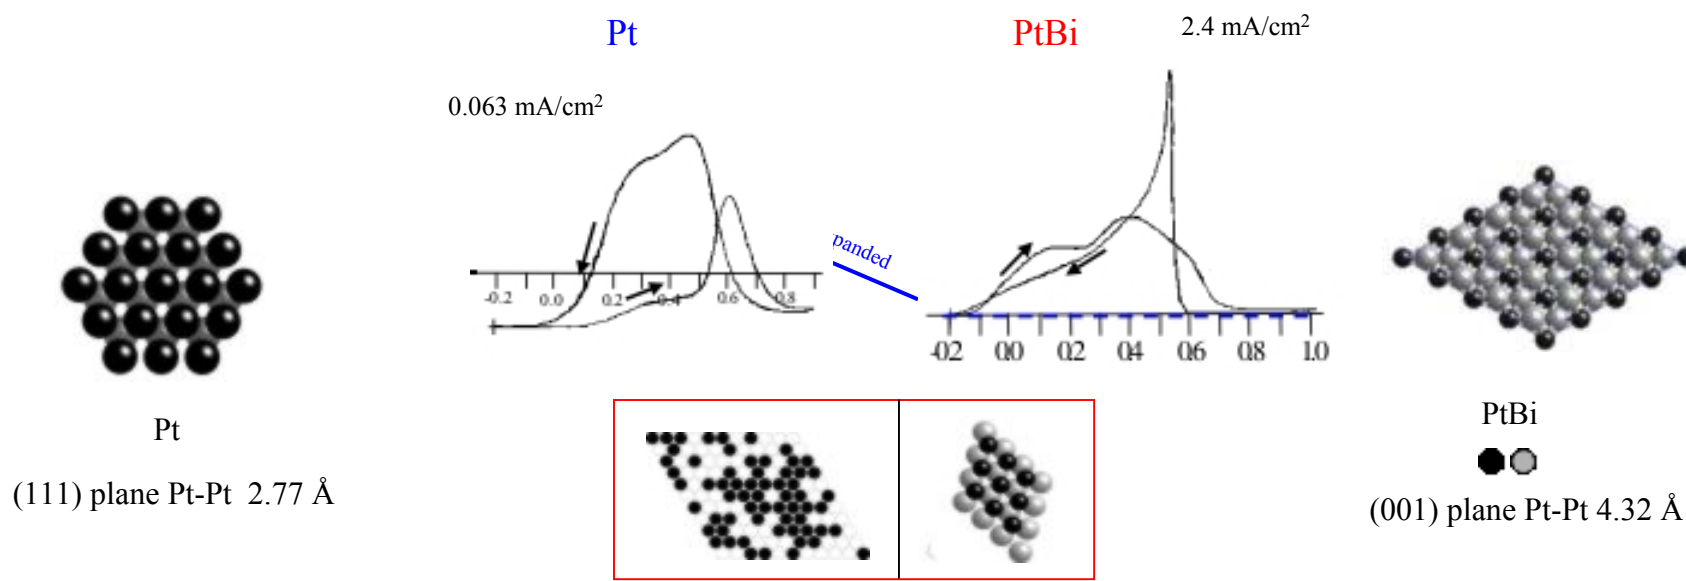 Pt
PtBi
2.4 mA/cm²
0.063 mA/cm²
panded
-0.2 0.0 0.2 0.4 0.6 0.8
-0.2 0.0 0.2 0.4 0.6 0.8 1.0
Pt
(111) plane Pt-Pt 2.77 Å
PtBi
(001) plane Pt-Pt 4.32 Å